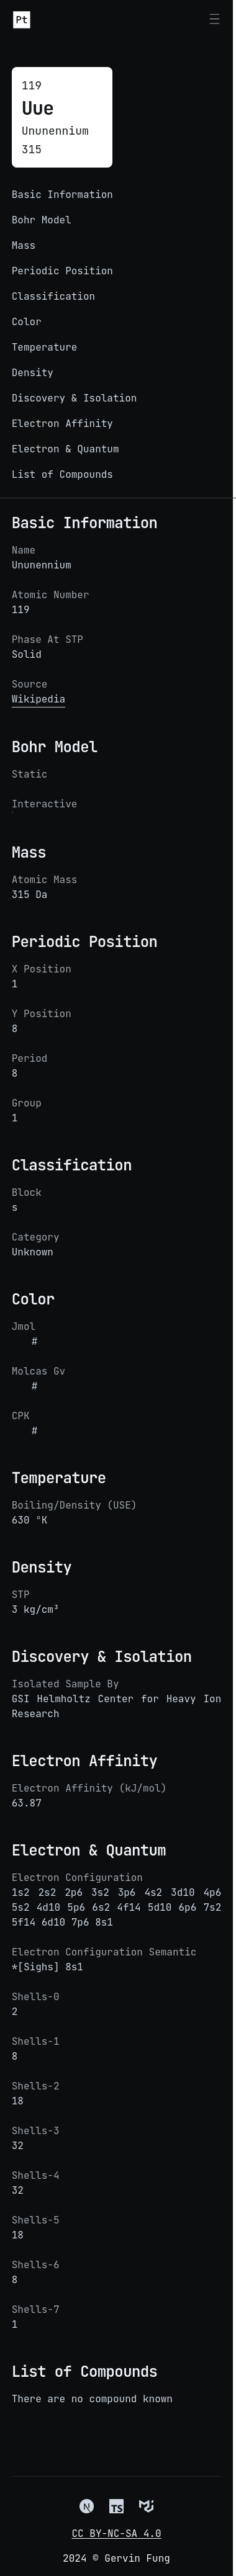 Pt
119
Uue
Ununennium
315
Basic Information
Bohr Model
Mass
Periodic Position
Classification
Color
Temperature
Density
Discovery & Isolation
Electron Affinity
Electron & Quantum
List of Compounds
Basic Information
Name
Ununennium
Atomic Number
119
Phase At STP
Solid
Source
Wikipedia
Bohr Model
Static
Interactive
Mass
Atomic Mass
315 Da
Periodic Position
X Position
1
Y Position
8
Period
8
Group
1
Classification
Block
s
Category
Unknown
Color
Jmol
#
Molcas Gv
#
CPK
#
Temperature
Boiling/Density (USE)
630 °K
Density
STP
3 kg/cm³
Discovery & Isolation
Isolated Sample By
GSI Helmholtz Center for Heavy Ion
Research
Electron Affinity
Electron Affinity (kJ/mol)
63.87
Electron & Quantum
Electron Configuration
1s2 2s2 2p6 3s2 3p6 4s2 3d10 4p6
5s2 4d10 5p6 6s2 4f14 5d10 6p6 7s2
5f14 6d10 7p6 8s1
Electron Configuration Semantic
*[Sighs] 8s1
Shells-0
2
Shells-1
8
Shells-2
18
Shells-3
32
Shells-4
32
Shells-5
18
Shells-6
8
Shells-7
1
List of Compounds
There are no compound known
N TS
CC BY-NC-SA 4.0
2024 © Gervin Fung